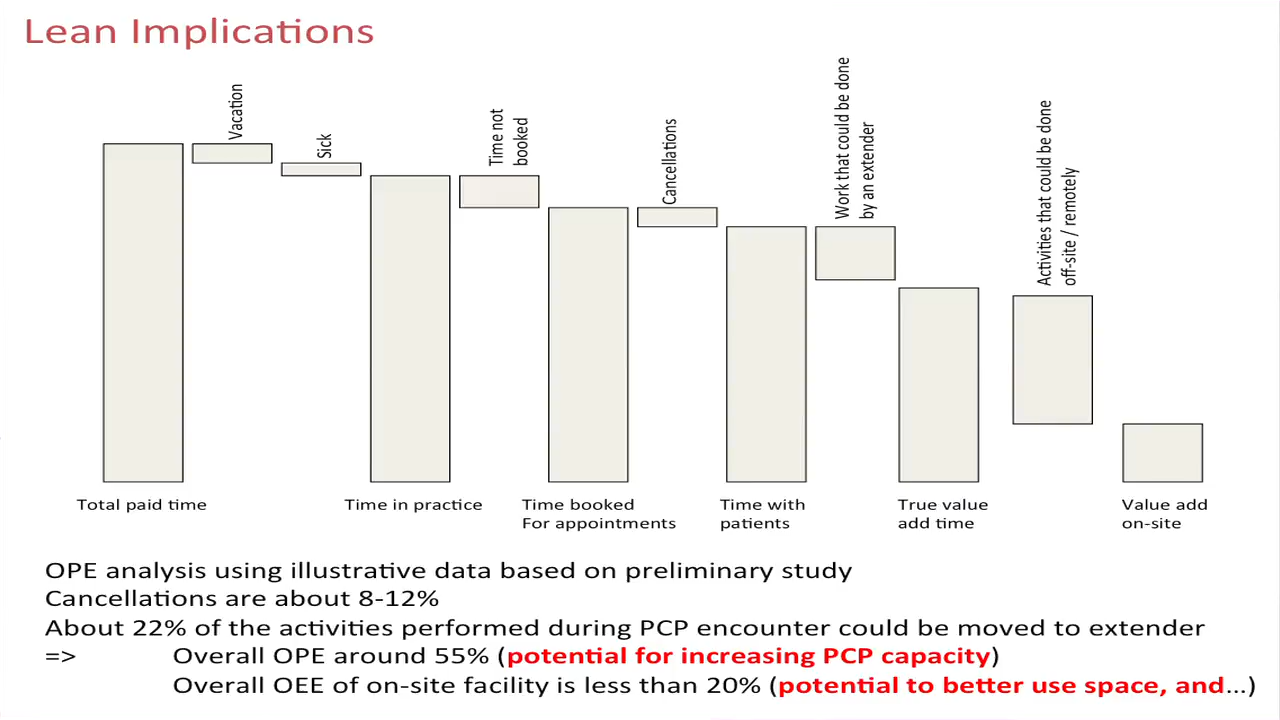 Lean Implications
Vacation
Sick
Time not
booked
Cancellations
Work that could be done
by an extender
Activities that could be done
off-site / remotely
Total paid time
Time in practice
Time booked
For appointments
Time with
patients
True value
add time
Value add
on-site
OPE analysis using illustrative data based on preliminary study
Cancellations are about 8-12%
About 22% of the activities performed during PCP encounter could be moved to extender
=> Overall OPE around 55% (potential for increasing PCP capacity)
Overall OEE of on-site facility is less than 20% (potential to better use space, and...)